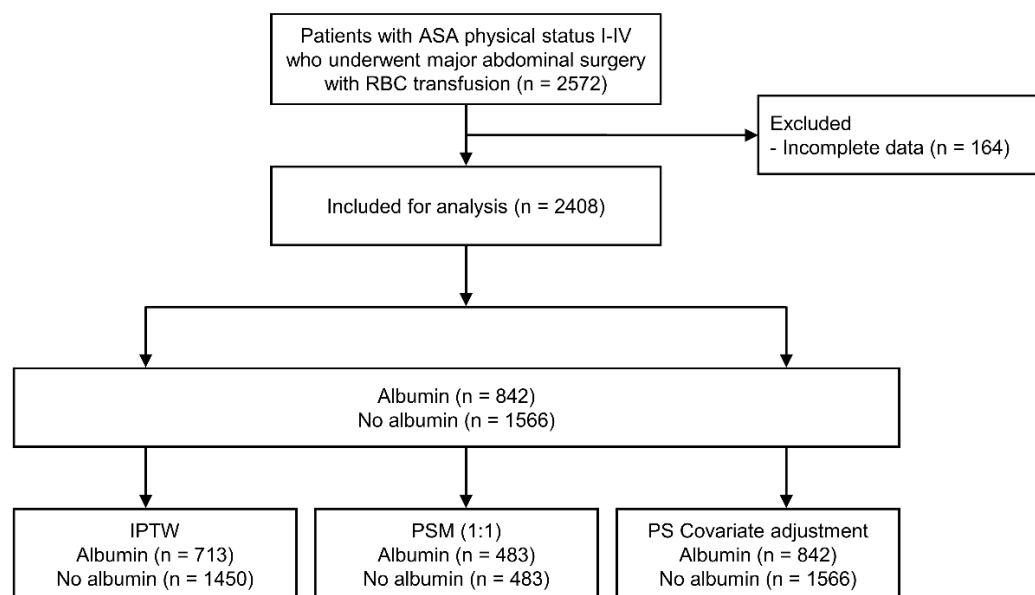 Patients with ASA physical status I-IV
who underwent major abdominal surgery
with RBC transfusion (n = 2572)
Excluded
- Incomplete data (n = 164)
Included for analysis (n = 2408)
Albumin (n = 842)
No albumin (n = 1566)
IPTW
Albumin (n = 713)
No albumin (n = 1450)
PSM (1:1)
Albumin (n = 483)
No albumin (n = 483)
PS Covariate adjustment
Albumin (n = 842)
No albumin (n = 1566)